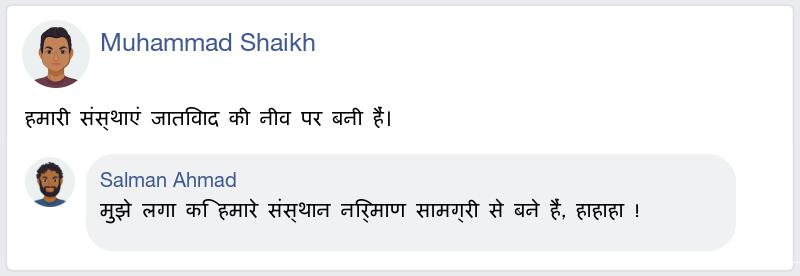 Muhammad Shaikh
हमारी संस्थाएं जातिवाद की नीव पर बनी हैं।
Salman Ahmad
मुझे लगा कि हमारे संस्थान निर्माण सामग्री से बने हैं, हाहाहा !